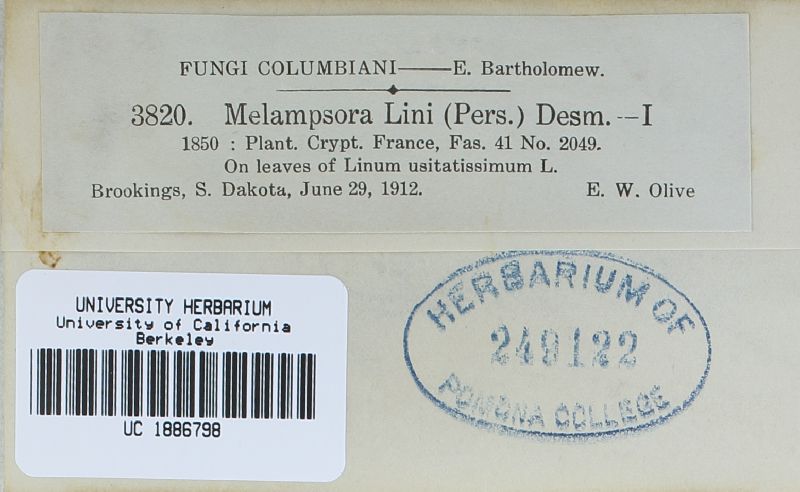 FUNGI COLUMBIANI——E. Bartholomew.
3820. Melampsora Lini (Pers.) Desm.—I
1850 : Plant. Crypt. France, Fas. 41 No. 2049.
On leaves of Linum usitatissimum L.
Brookings, S. Dakota, June 29, 1912. E. W. Olive
UNIVERSITY HERBARIUM
University of California
Berkeley
UC 1886798
HERBARIUM OF
249122
POMONA COLLEGE